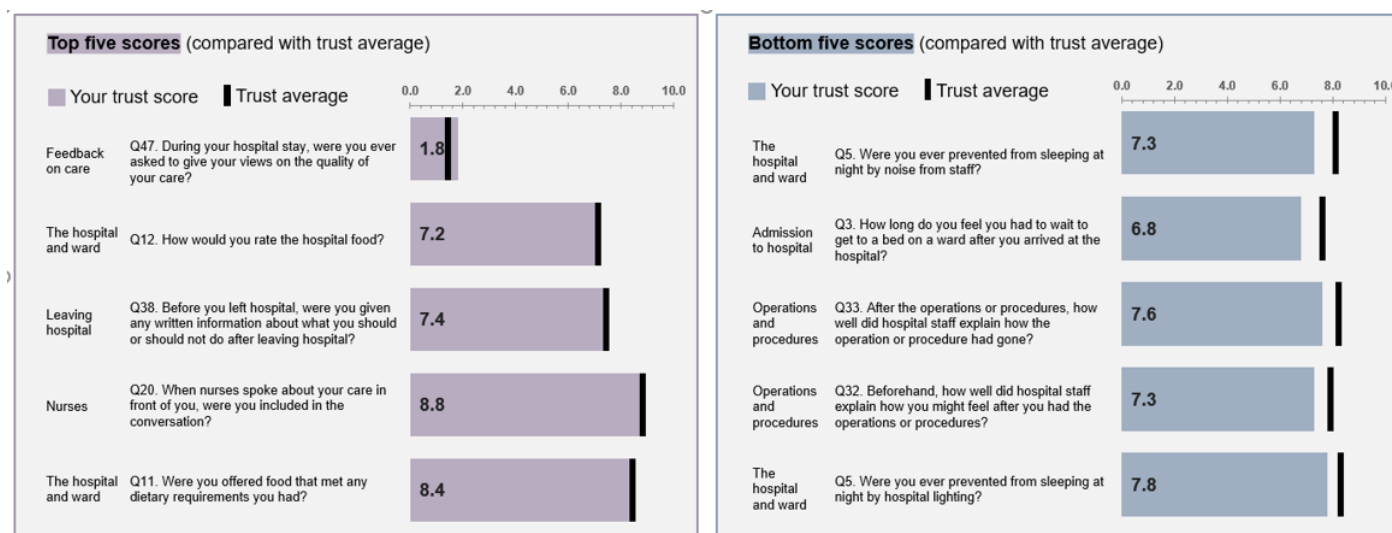 Top five scores (compared with trust average)
Your trust score
Trust average
0.0 2.0 4.0 6.0 8.0 10.0
Feedback
on care
Q47. During your hospital stay, were you ever
asked to give your views on the quality of
your care?
1.8
The hospital
and ward
Q12. How would you rate the hospital food?
7.2
Leaving
hospital
Q38. Before you left hospital, were you given
any written information about what you should
or should not do after leaving hospital?
7.4
Nurses
Q20. When nurses spoke about your care in
front of you, were you included in the
conversation?
8.8
The hospital
and ward
Q11. Were you offered food that met any
dietary requirements you had?
8.4
Bottom five scores (compared with trust average)
Your trust score
Trust average
0.0 2.0 4.0 6.0 8.0 10.0
The
hospital
and ward
Q5. Were you ever prevented from sleeping at
night by noise from staff?
7.3
Admission
to hospital
Q3. How long do you feel you had to wait to
get to a bed on a ward after you arrived at the
hospital?
6.8
Operations
and
procedures
Q33. After the operations or procedures, how
well did hospital staff explain how the
operation or procedure had gone?
7.6
Operations
and
procedures
Q32. Beforehand, how well did hospital staff
explain how you might feel after you had the
operations or procedures?
7.3
The
hospital
and ward
Q5. Were you ever prevented from sleeping at
night by hospital lighting?
7.8